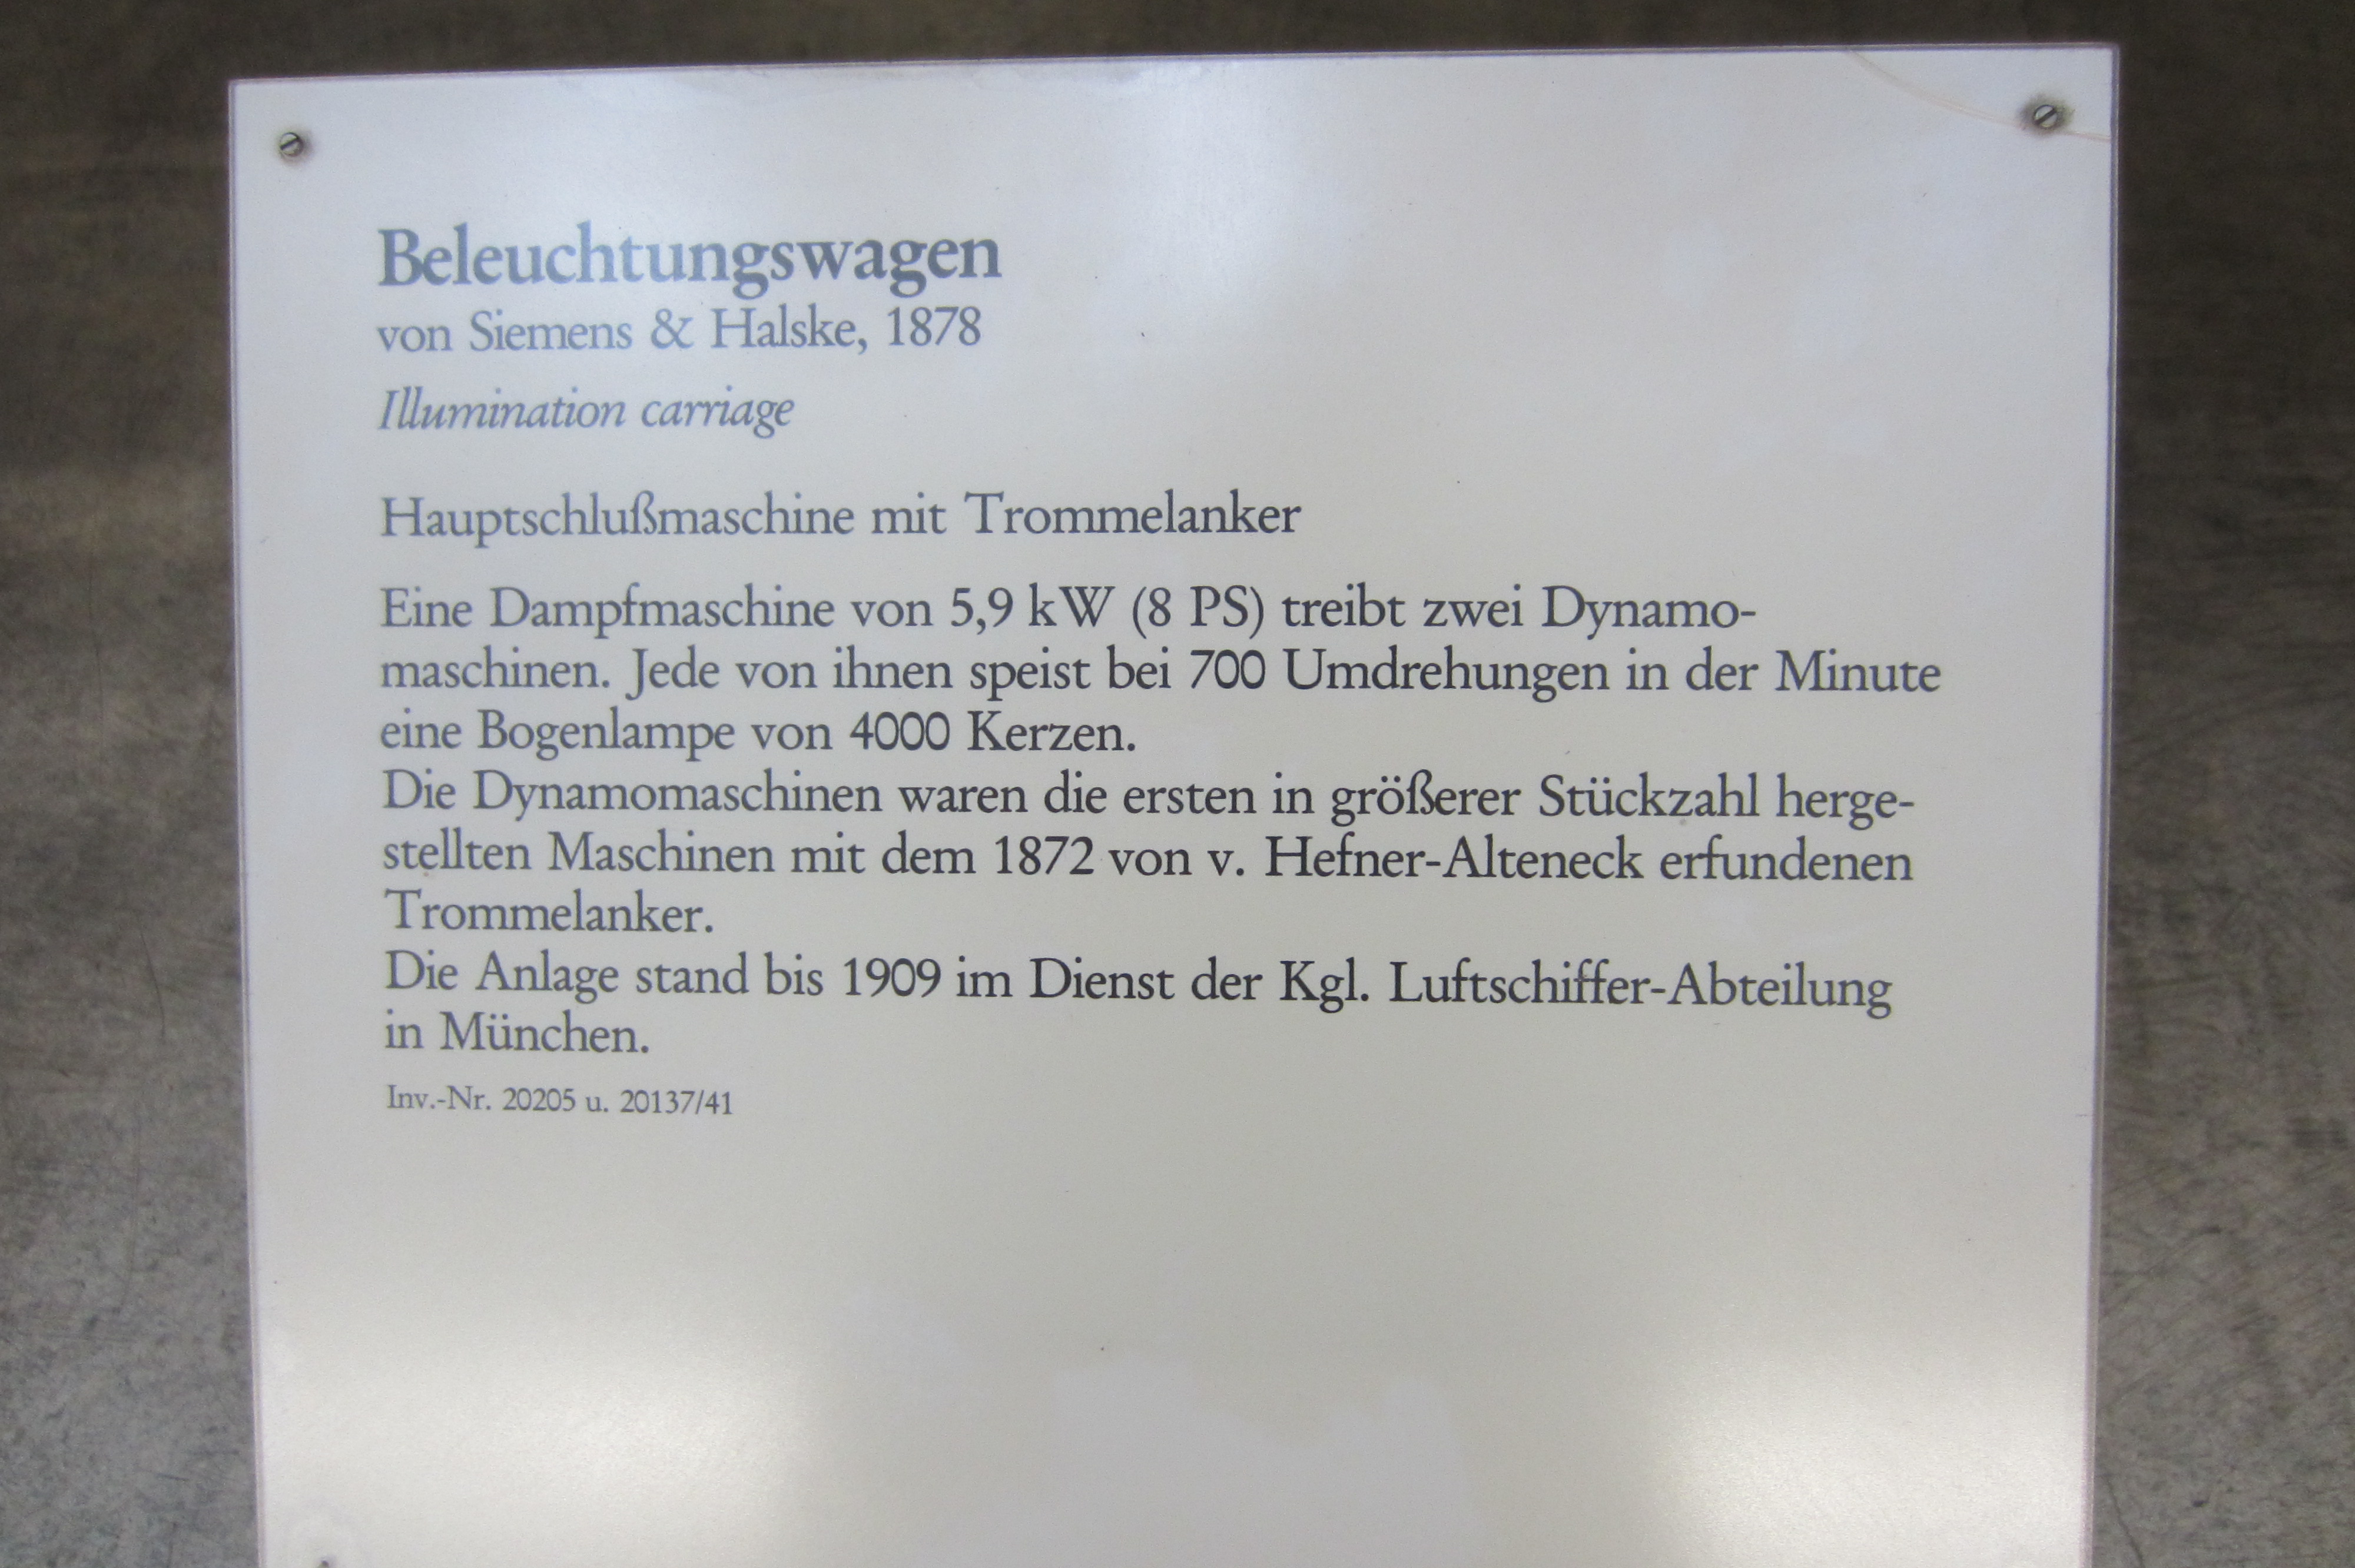 Beleuchtungswagen
von Siemens & Halske, 1878
Illumination carriage
Hauptschlußmaschine mit Trommelanker
Eine Dampfmaschine von 5,9 kW (8 PS) treibt zwei Dynamo-
maschinen. Jede von ihnen speist bei 700 Umdrehungen in der Minute
eine Bogenlampe von 4000 Kerzen.
Die Dynamomaschinen waren die ersten in größerer Stückzahl herge-
stellten Maschinen mit dem 1872 von v. Hefner-Alteneck erfundenen
Trommelanker.
Die Anlage stand bis 1909 im Dienst der Kgl. Luftschiffer-Abteilung
in München.
Inv.-Nr. 20205 u. 20137/41